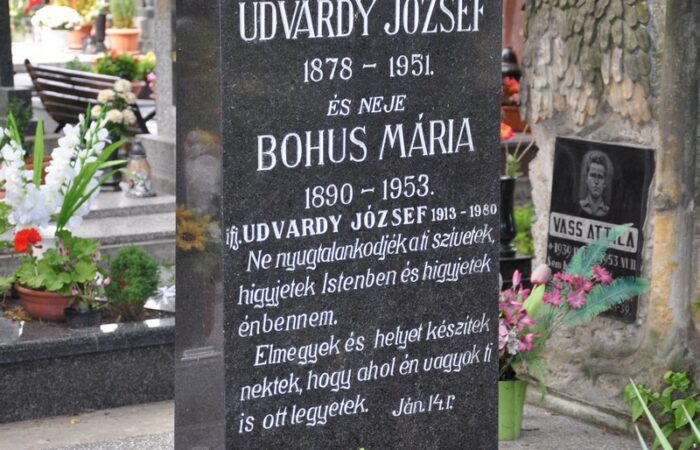 UDVARDY JÓZSEF
1878 - 1951.
ÉS NEJE
BOHUS MÁRIA
1890 - 1953.
ifj. UDVARDY JÓZSEF 1913 - 1980
Ne nyugtalankodjék a ti szivetek,
higyjetek Istenben és higyjetek
énbennem.
Elmegyek és helyet készitek
nektek, hogy ahol én vagyok ti
is ott legyetek. Ján. 14. r.
VASS ATTILA